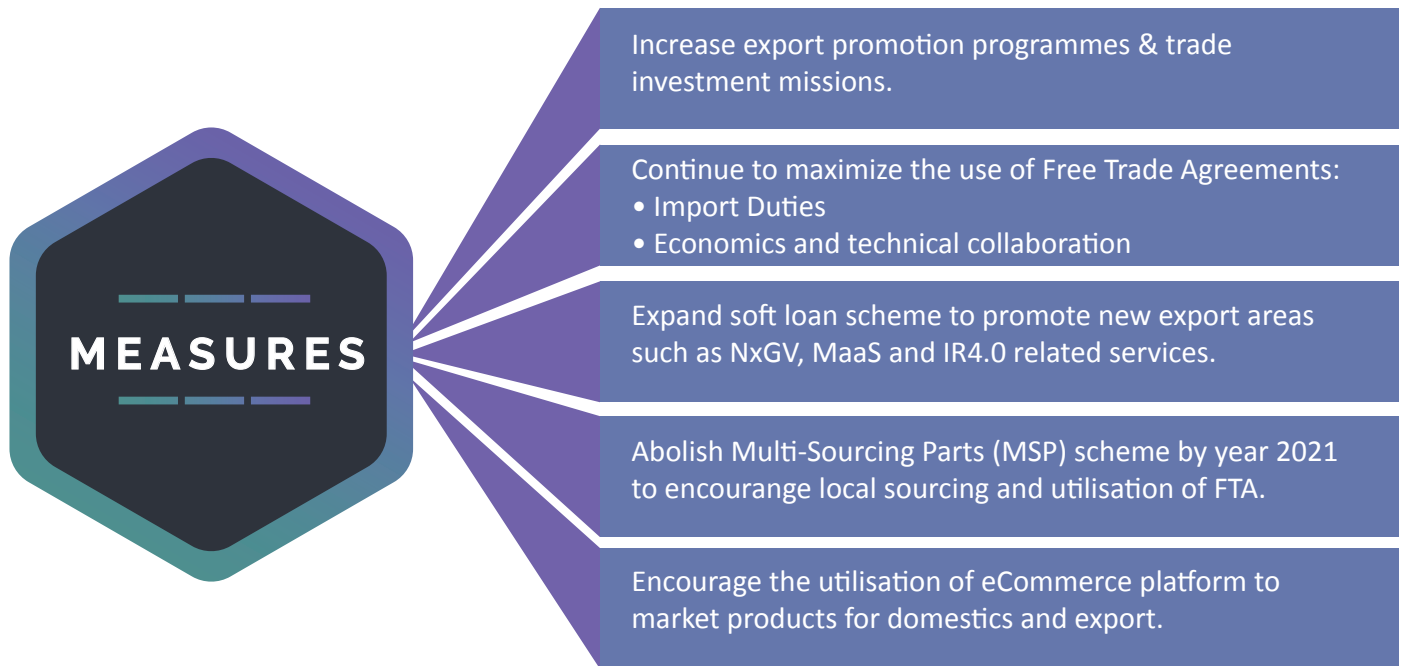 MEASURES
Increase export promotion programmes & trade
investment missions.
Continue to maximize the use of Free Trade Agreements:
• Import Duties
• Economics and technical collaboration
Expand soft loan scheme to promote new export areas
such as NxGV, MaaS and IR4.0 related services.
Abolish Multi-Sourcing Parts (MSP) scheme by year 2021
to encourange local sourcing and utilisation of FTA.
Encourage the utilisation of eCommerce platform to
market products for domestics and export.